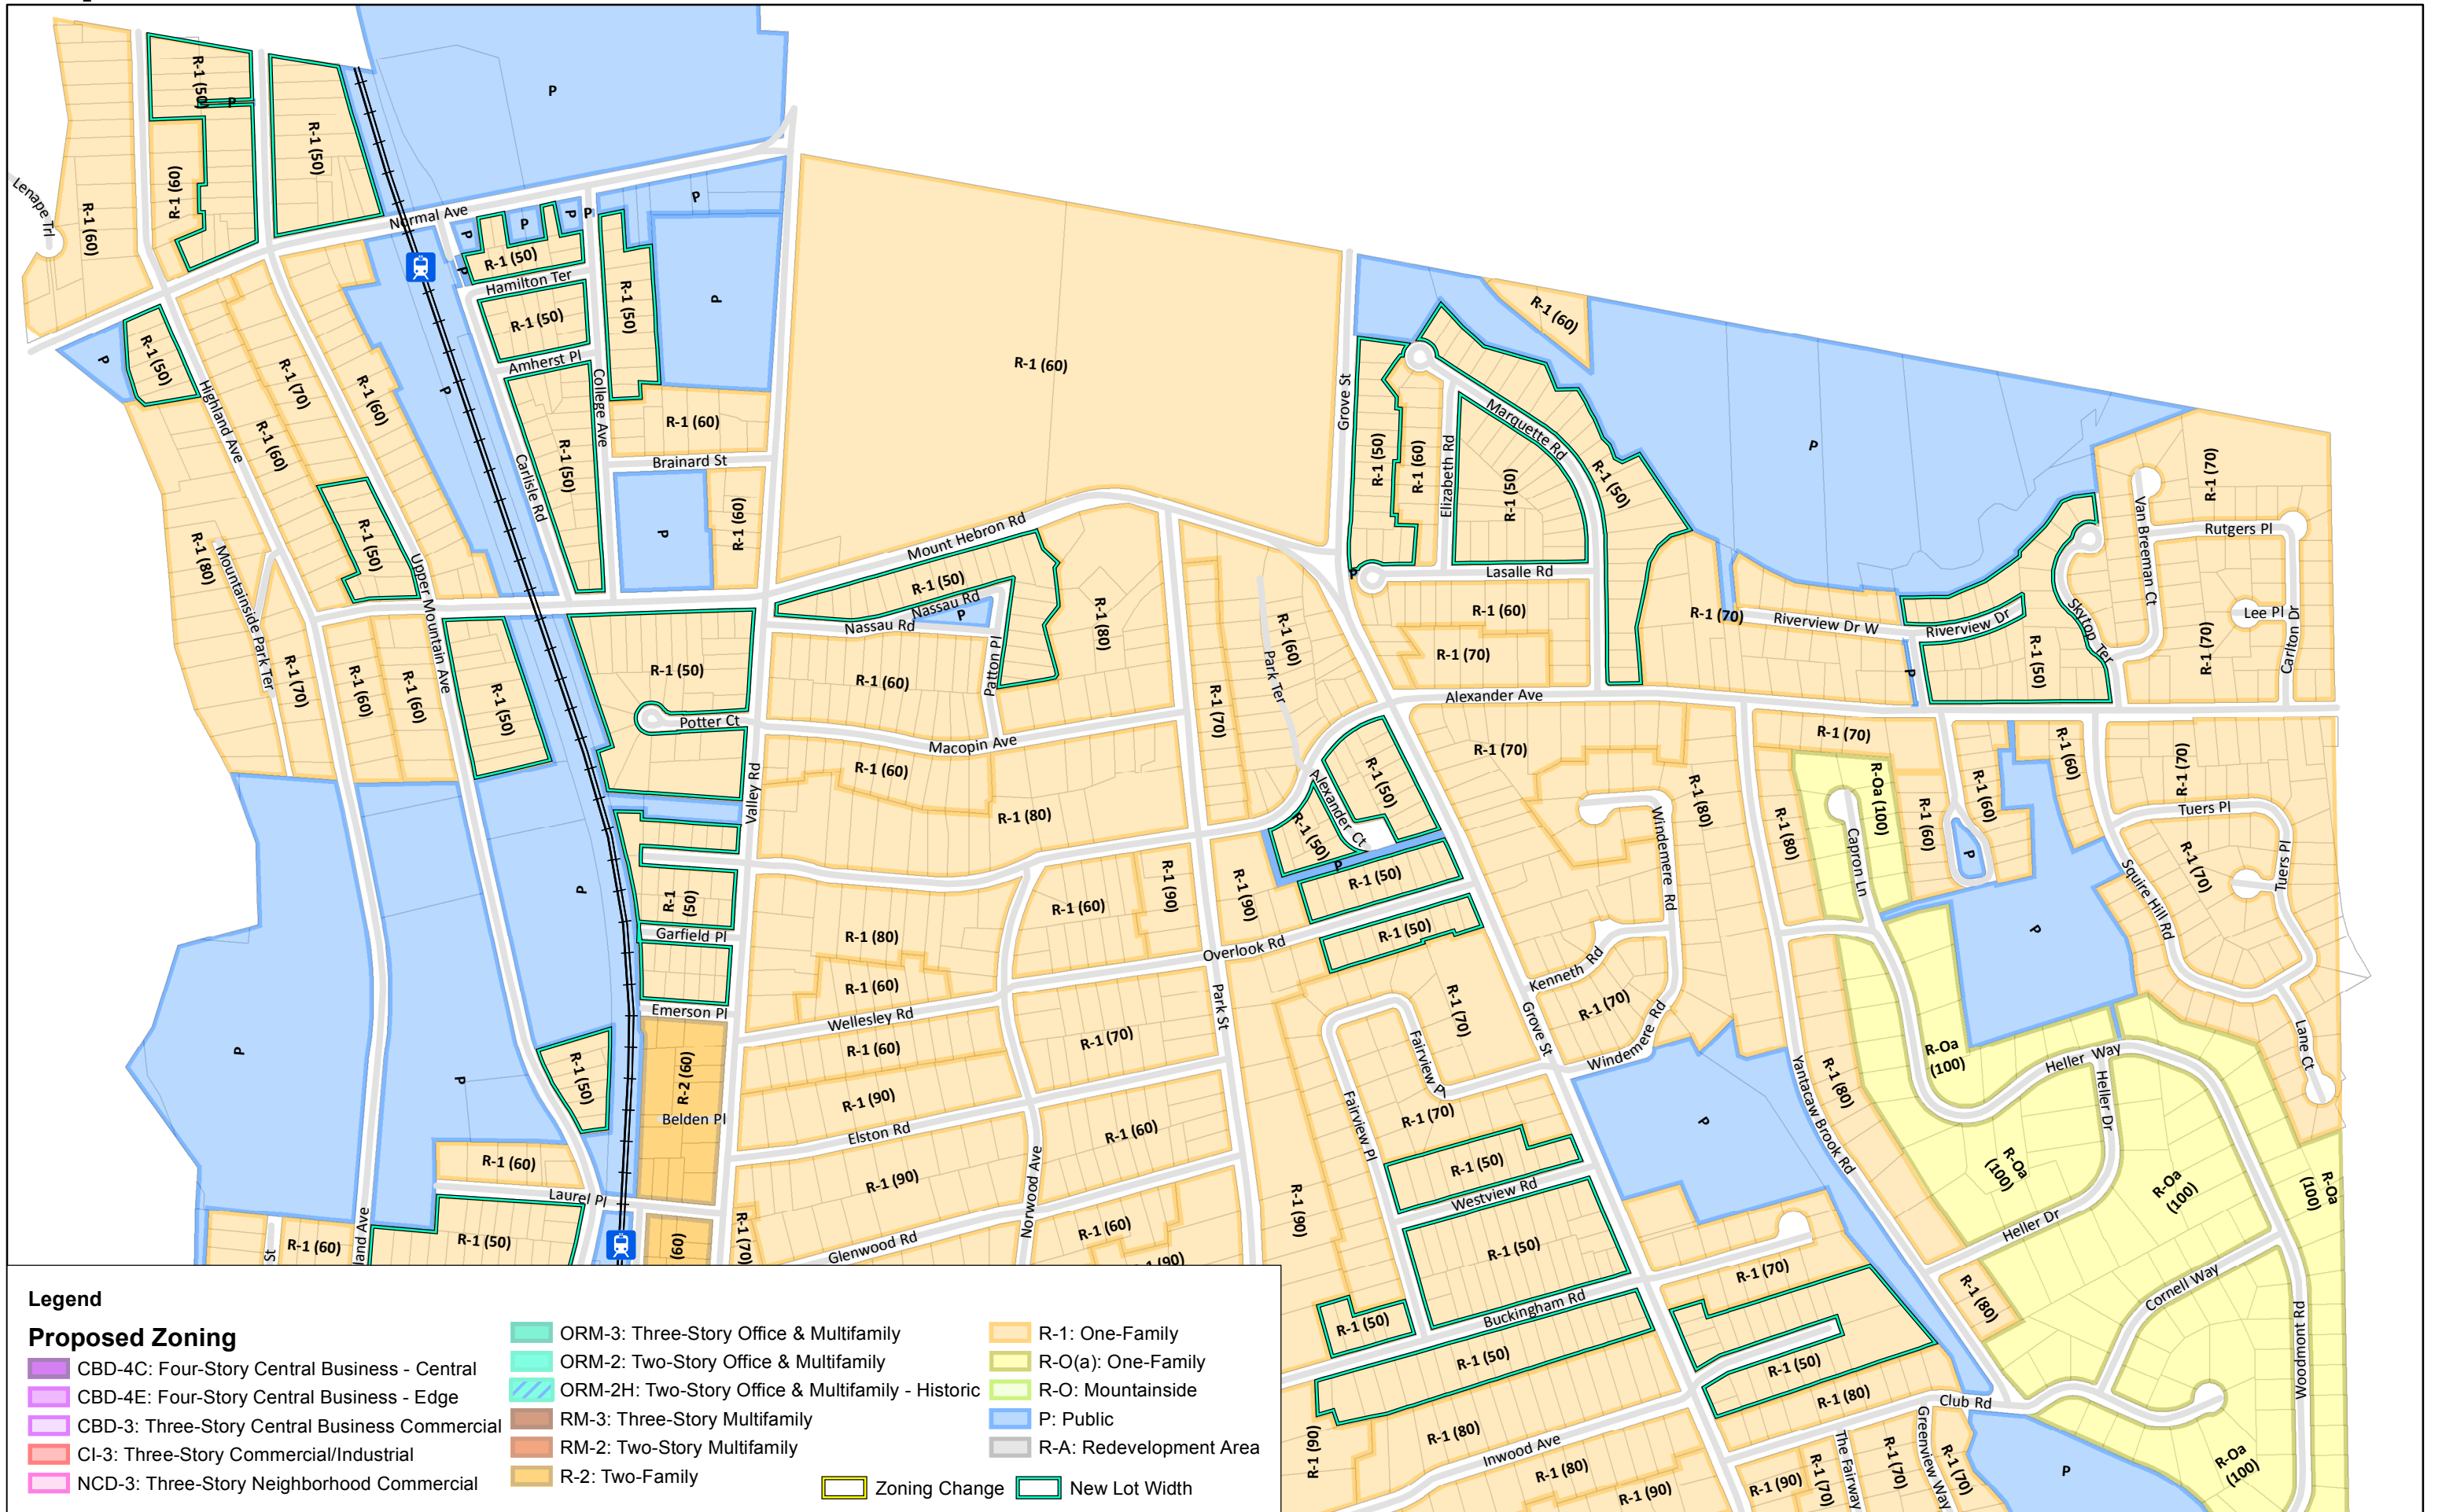 P
R-1 (50)
P
R-1 (50)
R-1 (60)
R-1 (60)
Lenape Trl
Normal Ave
P
P
P
P
P
P
R-1 (50)
Hamilton Ter
R-1 (50)
R-1 (50)
P
Amherst Pl
P
R-1 (50)
Highland Ave
R-1 (70)
R-1 (60)
R-1 (60)
P
College Ave
R-1 (60)
Brainard St
R-1 (50)
Carlisle Rd
P
R-1 (60)
R-1 (60)
Grove St
R-1 (60)
Marquette Rd
R-1 (50)
R-1 (60)
Elizabeth Rd
R-1 (50)
R-1 (50)
P
R-1 (70)
Van Breeman Ct
Rutgers Pl
R-1 (50)
R-1 (80)
Mountainside Park Ter
Upper Mountain Ave
Mount Hebron Rd
R-1 (50)
Nassau Rd
P
Nassau Rd
P
Lasalle Rd
R-1 (60)
R-1 (70)
R-1 (70)
Riverview Dr W
Riverview Dr
R-1 (50)
Skytop Ter
Lee Pl
Carlton Dr
R-1 (70)
P
R-1 (70)
R-1 (60)
R-1 (60)
R-1 (50)
R-1 (50)
Potter Ct
R-1 (60)
Patton Pl
R-1 (80)
R-1 (60)
Park Ter
R-1 (70)
Macopin Ave
Alexander Ave
R-1 (60)
Valley Rd
R-1 (80)
Alexander Ct
R-1 (50)
R-1 (50)
P
R-1 (70)
R-1 (80)
Windemere Rd
R-1 (70)
R-1 (80)
R-Oa (100)
Capron Ln
R-1 (60)
R-1 (60)
P
R-1 (60)
R-1 (70)
Tuers Pl
R-1 (70)
Tuers Pl
Squire Hill Rd
P
P
R-1
(50)
Garfield Pl
Emerson Pl
R-1 (80)
R-1 (60)
R-1 (60)
R-1 (90)
R-1 (90)
R-1 (50)
R-1 (50)
Overlook Rd
Wellesley Rd
Park St
R-1 (70)
Kenneth Rd
Grove St
R-1 (70)
Windemere Rd
P
P
R-1 (50)
R-2 (60)
Belden Pl
R-1 (60)
R-1 (70)
R-1 (90)
Elston Rd
R-1 (60)
Fairview Pl
Fairview Pl
R-1 (70)
P
Yantacaw Brook Rd
R-1 (80)
R-Oa
(100)
Heller Way
Heller Dr
Lane Ct
R-1 (60)
Laurel Pl
R-1 (90)
Norwood Ave
R-1 (50)
Westview Rd
R-1 (90)
R-Oa
(100)
R-Oa
(100)
R-Oa
(100)
Heller Dr
St
R-1 (60)
land Ave
R-1 (50)
(60)
R-1 (70)
Glenwood Rd
R-1 (60)
(90)
R-1 (50)
R-1 (70)
R-1 (80)
Cornell Way
Woodmont Rd
R-1 (50)
Buckingham Rd
R-1 (50)
R-1 (50)
R-1 (80)
Club Rd
R-1 (90)
R-1 (80)
Inwood Ave
R-1 (80)
R-1 (90)
R-1 (90)
R-1 (70)
The Fairway
R-1 (70)
Greenview Way
R-1 (70)
P
R-Oa
(100)
Legend
Proposed Zoning
CBD-4C: Four-Story Central Business - Central
CBD-4E: Four-Story Central Business - Edge
CBD-3: Three-Story Central Business Commercial
CI-3: Three-Story Commercial/Industrial
NCD-3: Three-Story Neighborhood Commercial
ORM-3: Three-Story Office & Multifamily
ORM-2: Two-Story Office & Multifamily
ORM-2H: Two-Story Office & Multifamily - Historic
RM-3: Three-Story Multifamily
RM-2: Two-Story Multifamily
R-2: Two-Family
R-1: One-Family
R-O(a): One-Family
R-O: Mountainside
P: Public
R-A: Redevelopment Area
Zoning Change
New Lot Width